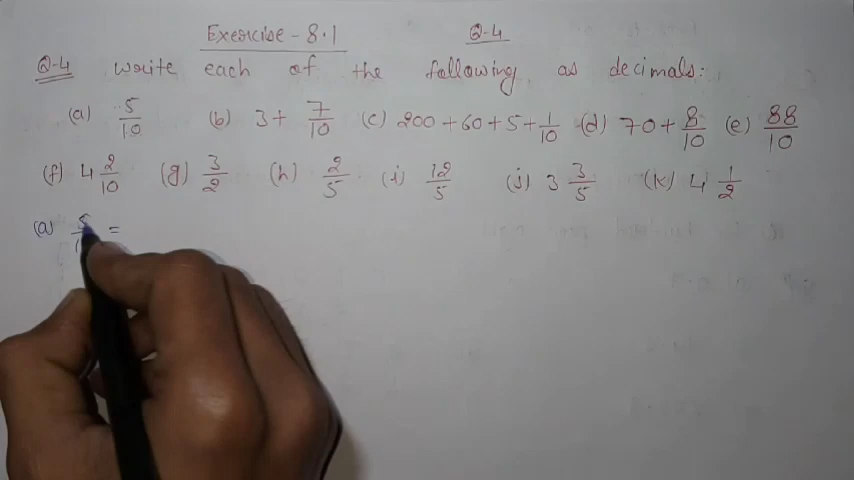 Exercise - 8.1 Q-4
Q-4 write each of the following as decimals:
(a) 5/10 (b) 3 + 7/10 (c) 200 + 60 + 5 + 1/10 (d) 70 + 8/10 (e) 88/10
(f) 4 2/10 (g) 3/2 (h) 2/5 (i) 12/5 (j) 3 3/5 (k) 4 1/2
(a) 5/1 =